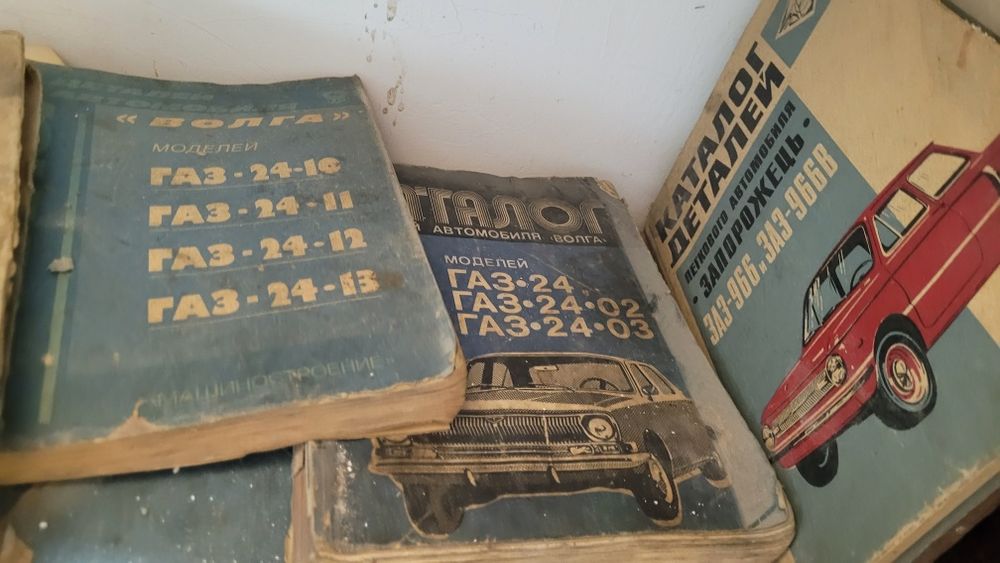 «ВОЛГА»
МОДЕЛЕЙ
ГАЗ-24-10
ГАЗ-24-11
ГАЗ-24-12
ГАЗ-24-13
«МАШИНОСТРОЕНИЕ»
АТАЛОГ
АВТОМОБИЛЯ «ВОЛГА»
МОДЕЛЕЙ
ГАЗ·24,
ГАЗ·24·02
ГАЗ·24·03
КАТАЛОГ
ДЕТАЛЕЙ
ЛЕГКОВОГО АВТОМОБИЛЯ
·ЗАПОРОЖЕЦЬ·
ЗАЗ-966 и ЗАЗ-966В